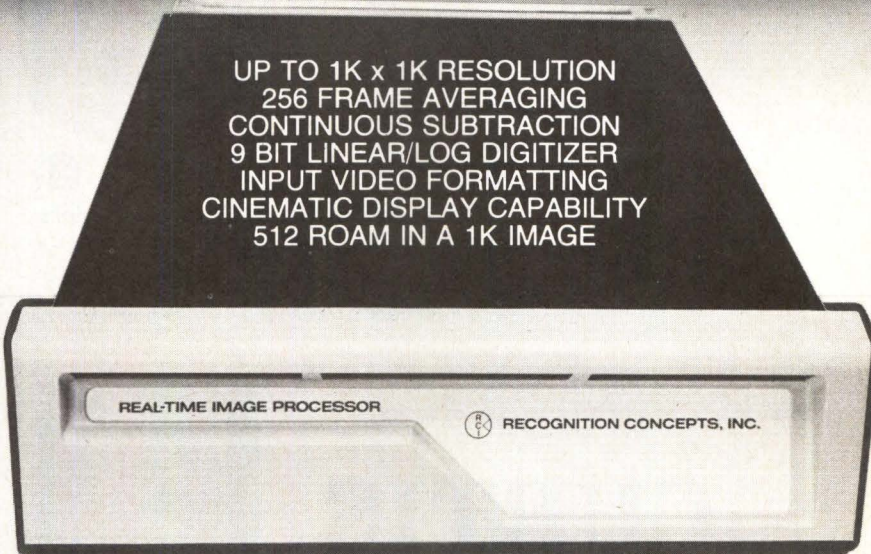 UP TO 1K x 1K RESOLUTION
256 FRAME AVERAGING
CONTINUOUS SUBTRACTION
9 BIT LINEAR/LOG DIGITIZER
INPUT VIDEO FORMATTING
CINEMATIC DISPLAY CAPABILITY
512 ROAM IN A 1K IMAGE
REAL-TIME IMAGE PROCESSOR
RCI RECOGNITION CONCEPTS, INC.